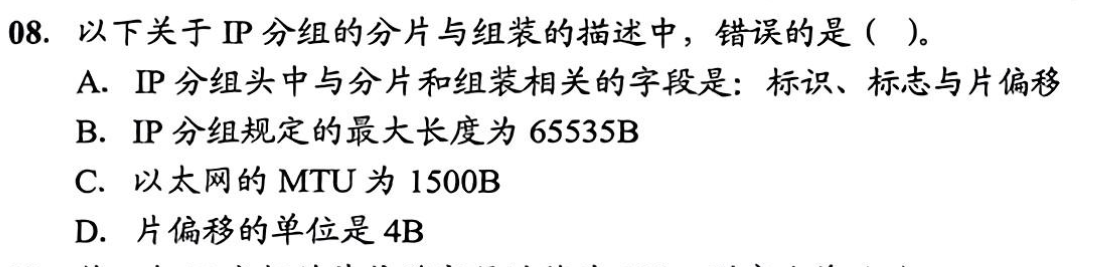 08. 以下关于 IP 分组的分片与组装的描述中，错误的是（ ）。
A. IP 分组头中与分片和组装相关的字段是：标识、标志与片偏移
B. IP 分组规定的最大长度为 65535B
C. 以太网的 MTU 为 1500B
D. 片偏移的单位是 4B